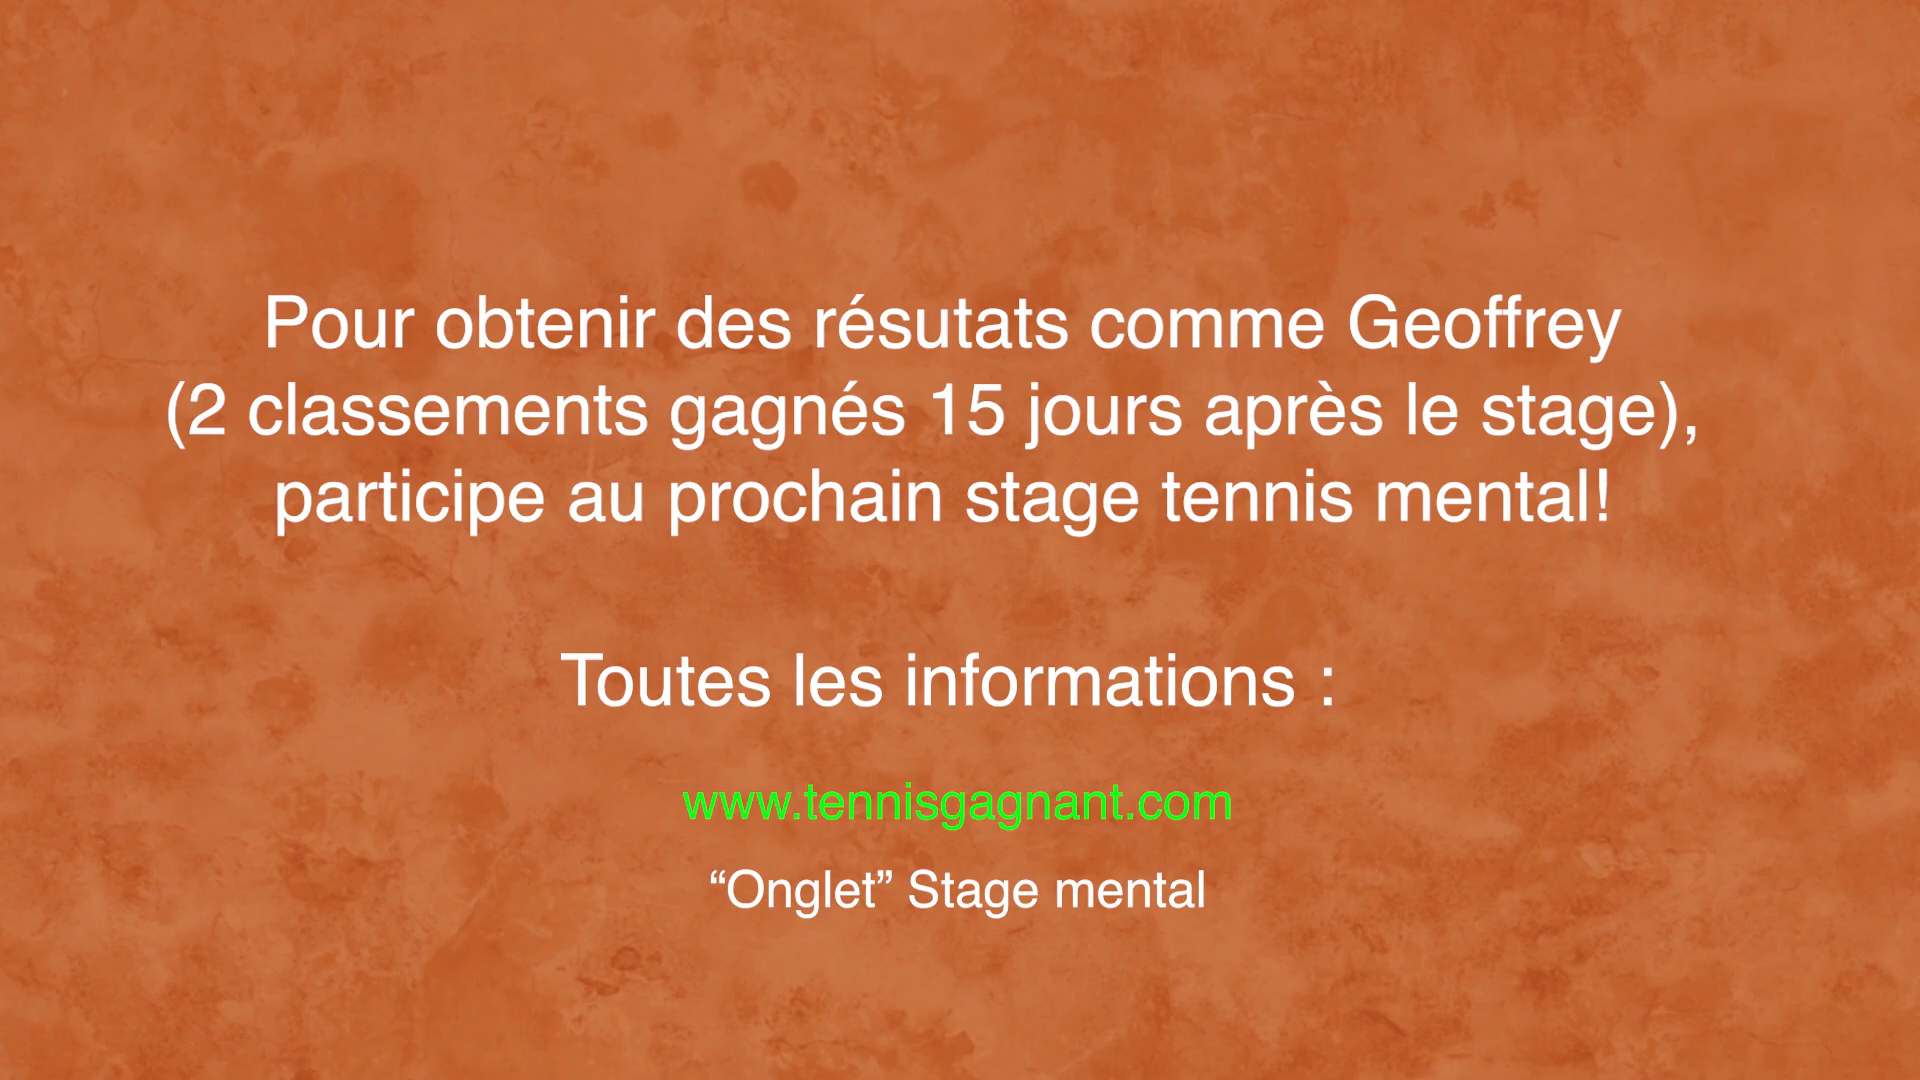 Pour obtenir des résutats comme Geoffrey
(2 classements gagnés 15 jours après le stage),
participe au prochain stage tennis mental!
Toutes les informations :
www.tennisgagnant.com
“Onglet” Stage mental